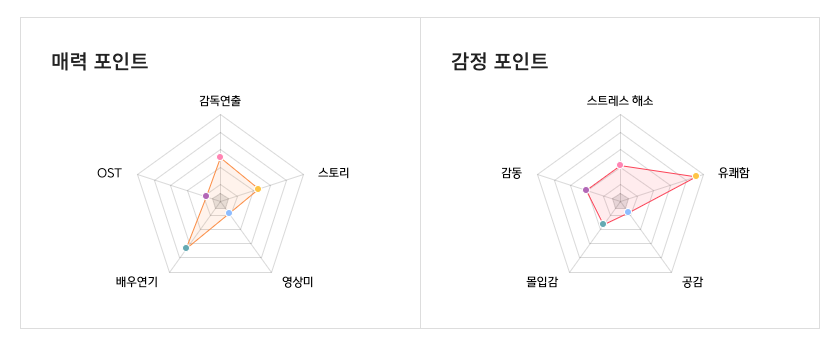 매력 포인트
감독연출
OST
스토리
배우연기
영상미
감정 포인트
스트레스 해소
감동
유쾌함
몰입감
공감